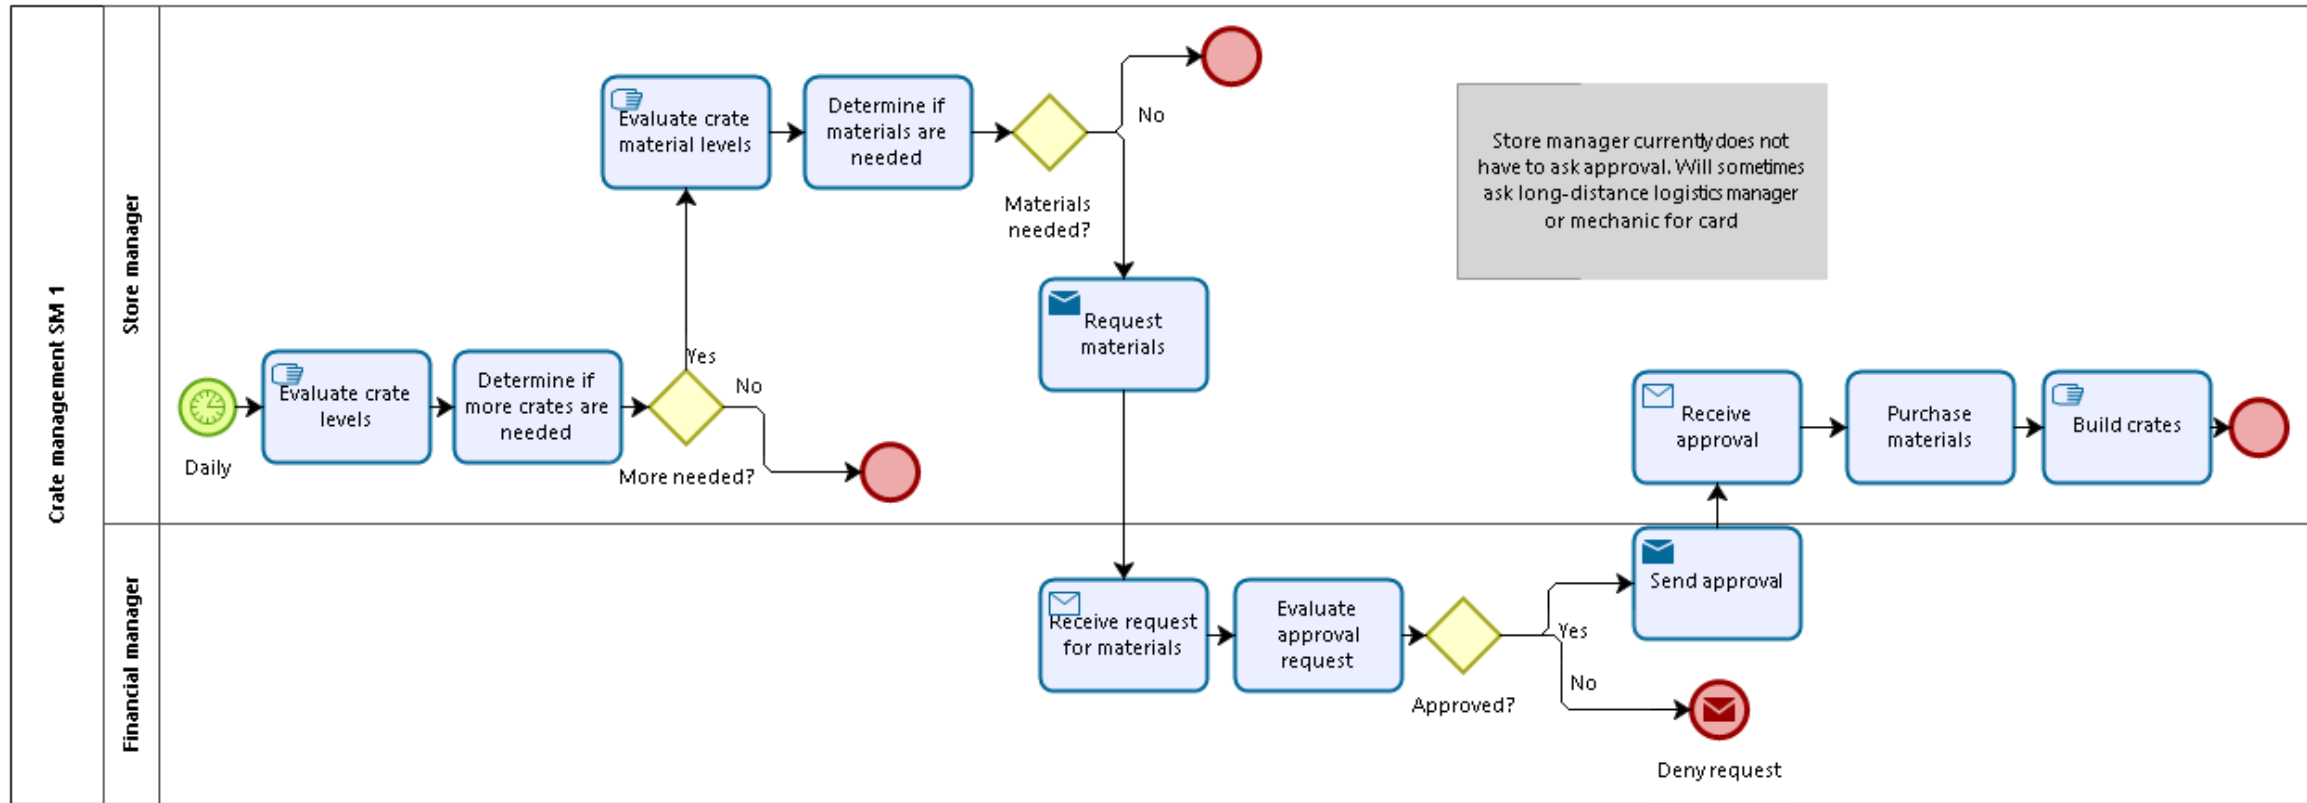 Crate management SM 1
Store manager
Financial manager
Daily
Evaluate crate
levels
Determine if
more crates are
needed
More needed?
Yes
No
Evaluate crate
material levels
Determine if
materials are
needed
Materials
needed?
No
Request
materials
Store manager currently does not
have to ask approval. Will sometimes
ask long-distance logistics manager
or mechanic for card
Receive request
for materials
Evaluate
approval
request
Approved?
Yes
No
Deny request
Send approval
Receive
approval
Purchase
materials
Build crates